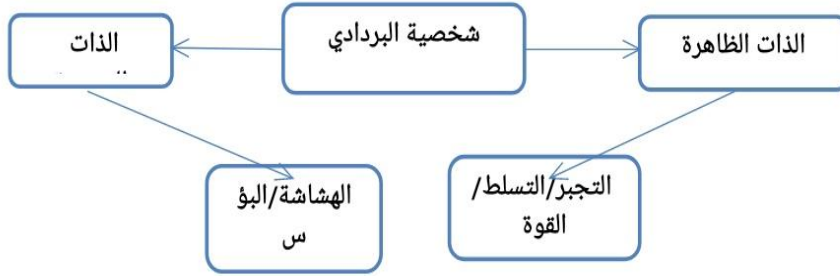 الذات الظاهرة
شخصية البردادي
الذات
التجبر/التسلط/
القوة
الهشاشة/البؤ
س